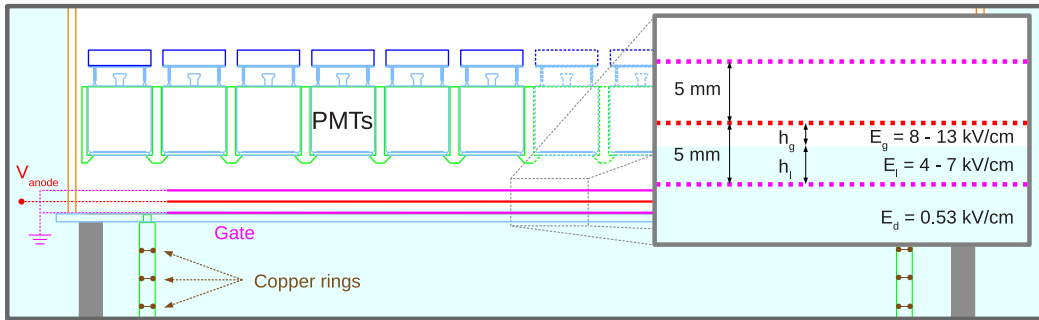 PMTs
V_anode
Gate
Copper rings
5 mm
5 mm
h_g
E_g = 8 - 13 kV/cm
h_l
E_l = 4 - 7 kV/cm
E_d = 0.53 kV/cm